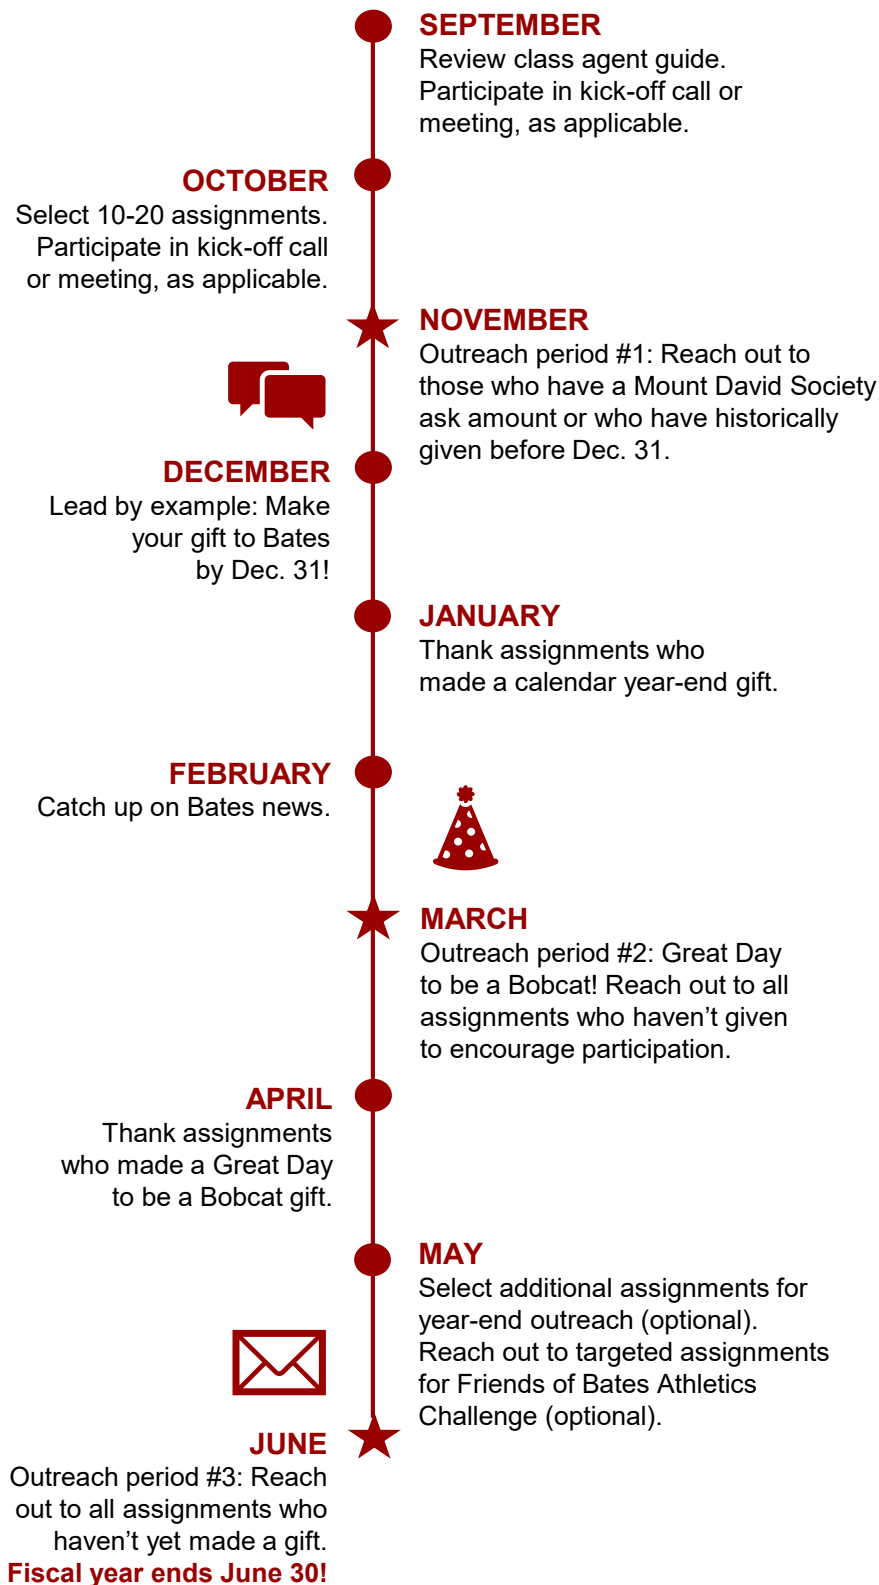 SEPTEMBER
Review class agent guide.
Participate in kick-off call or
meeting, as applicable.
OCTOBER
Select 10-20 assignments.
Participate in kick-off call
or meeting, as applicable.
NOVEMBER
Outreach period #1: Reach out to
those who have a Mount David Society
ask amount or who have historically
given before Dec. 31.
DECEMBER
Lead by example: Make
your gift to Bates
by Dec. 31!
JANUARY
Thank assignments who
made a calendar year-end gift.
FEBRUARY
Catch up on Bates news.
MARCH
Outreach period #2: Great Day
to be a Bobcat! Reach out to all
assignments who haven’t given
to encourage participation.
APRIL
Thank assignments
who made a Great Day
to be a Bobcat gift.
MAY
Select additional assignments for
year-end outreach (optional).
Reach out to targeted assignments
for Friends of Bates Athletics
Challenge (optional).
JUNE
Outreach period #3: Reach
out to all assignments who
haven’t yet made a gift.
Fiscal year ends June 30!